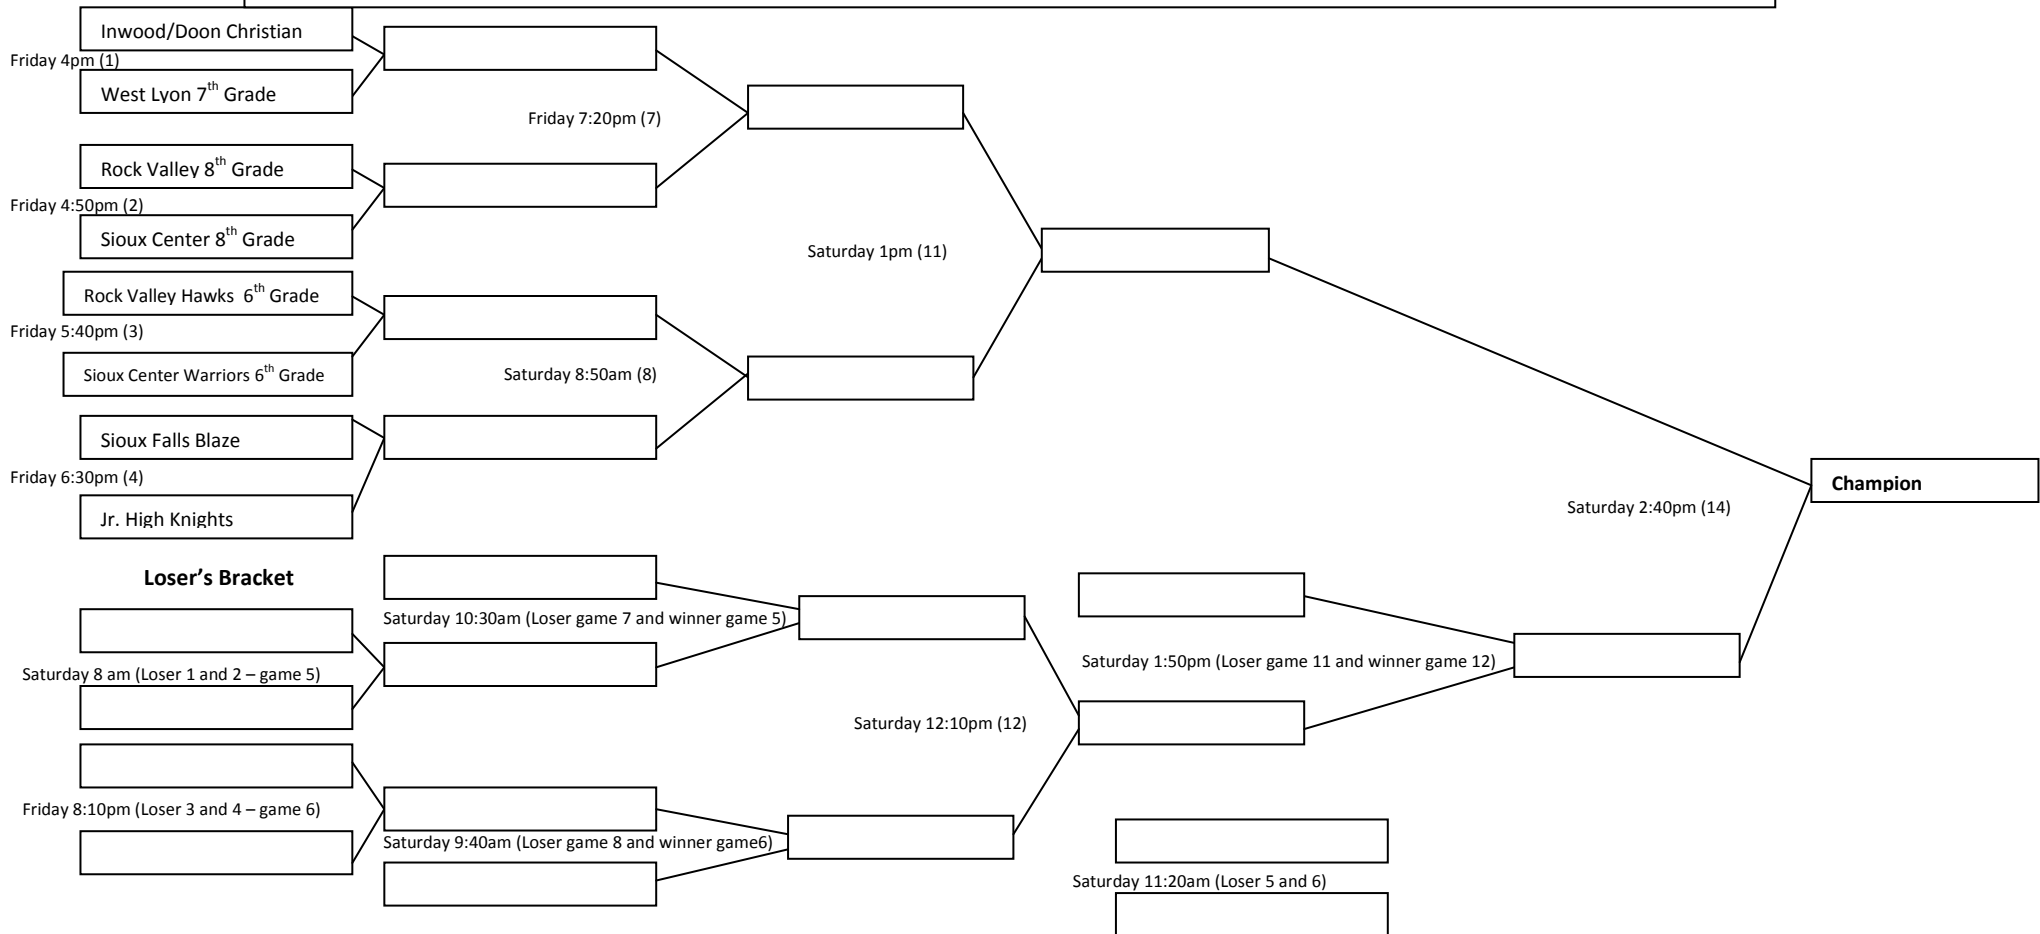 Inwood/Doon Christian
Friday 4pm (1)
West Lyon 7th Grade
Friday 7:20pm (7)
Rock Valley 8th Grade
Friday 4:50pm (2)
Sioux Center 8th Grade
Saturday 1pm (11)
Rock Valley Hawks 6th Grade
Friday 5:40pm (3)
Sioux Center Warriors 6th Grade
Saturday 8:50am (8)
Sioux Falls Blaze
Friday 6:30pm (4)
Jr. High Knights
Champion
Saturday 2:40pm (14)
Loser’s Bracket
Saturday 10:30am (Loser game 7 and winner game 5)
Saturday 8 am (Loser 1 and 2 – game 5)
Saturday 1:50pm (Loser game 11 and winner game 12)
Saturday 12:10pm (12)
Friday 8:10pm (Loser 3 and 4 – game 6)
Saturday 9:40am (Loser game 8 and winner game6)
Saturday 11:20am (Loser 5 and 6)